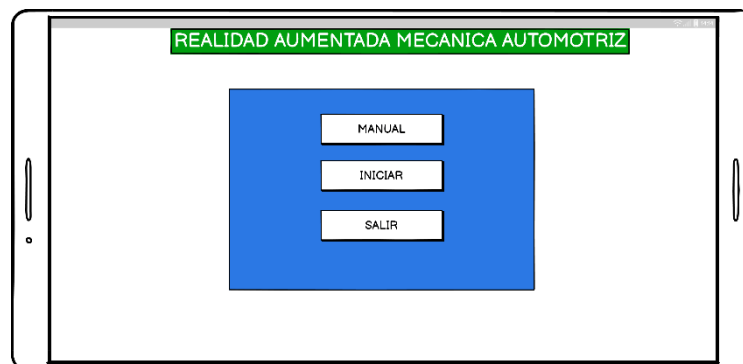 REALIDAD AUMENTADA MECANICA AUTOMOTRIZ
MANUAL
INICIAR
SALIR